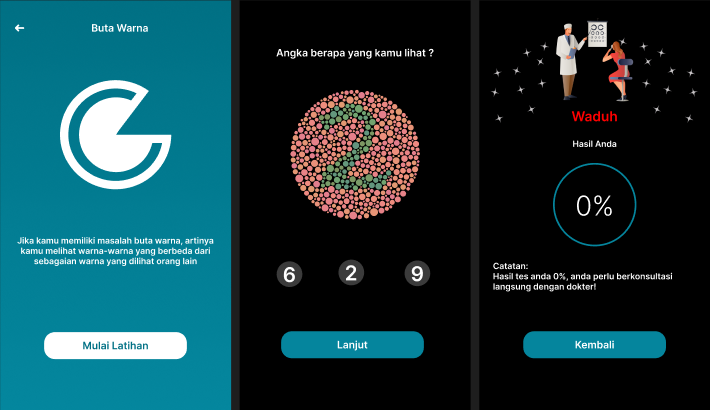 Buta Warna
Jika kamu memiliki masalah buta warna, artinya
kamu melihat warna-warna yang berbeda dari
sebagaian warna yang dilihat orang lain
Mulai Latihan
Angka berapa yang kamu lihat ?
2
6 2 9
Lanjut
Waduh
Hasil Anda
0%
Catatan:
Hasil tes anda 0%, anda perlu berkonsultasi
langsung dengan dokter!
Kembali